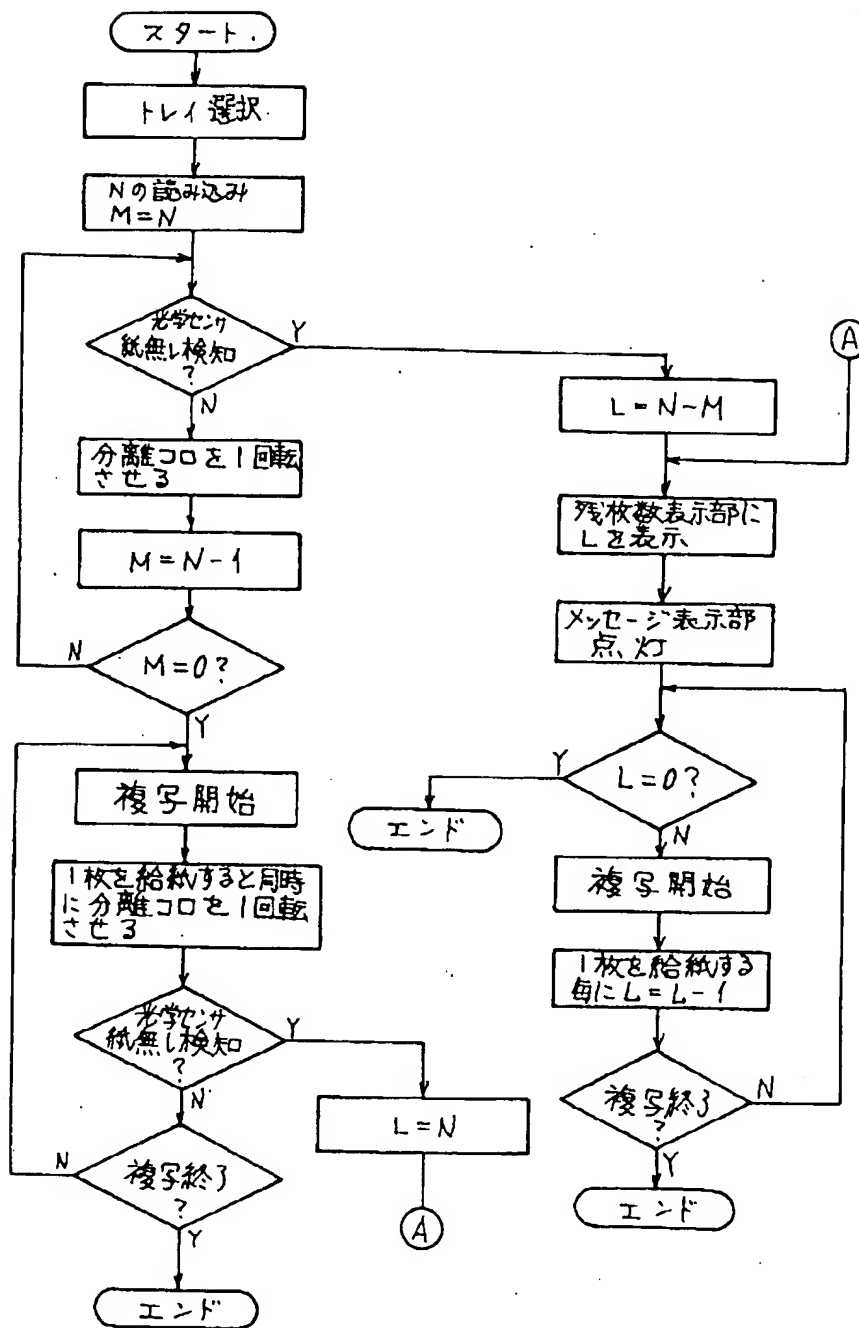 スタート.
トレイ選択.
Nの読み込み
M=N
光学センサ
紙無し検知
?
Y
N
分離コロを1回転
させる
M=N-1
M=0?
N
Y
複写開始
1枚を給紙すると同時
に分離コロを1回転
させる
光学センサ
紙無し検知
?
Y
N
複写終了
?
N
Y
エンド
L=N
A
A
L=N-M
残枚数表示部に
Lを表示
メッセージ表示部
点灯
L=0?
Y
N
エンド
複写開始
1枚を給紙する
毎にL=L-1
複写終了
?
N
Y
エンド